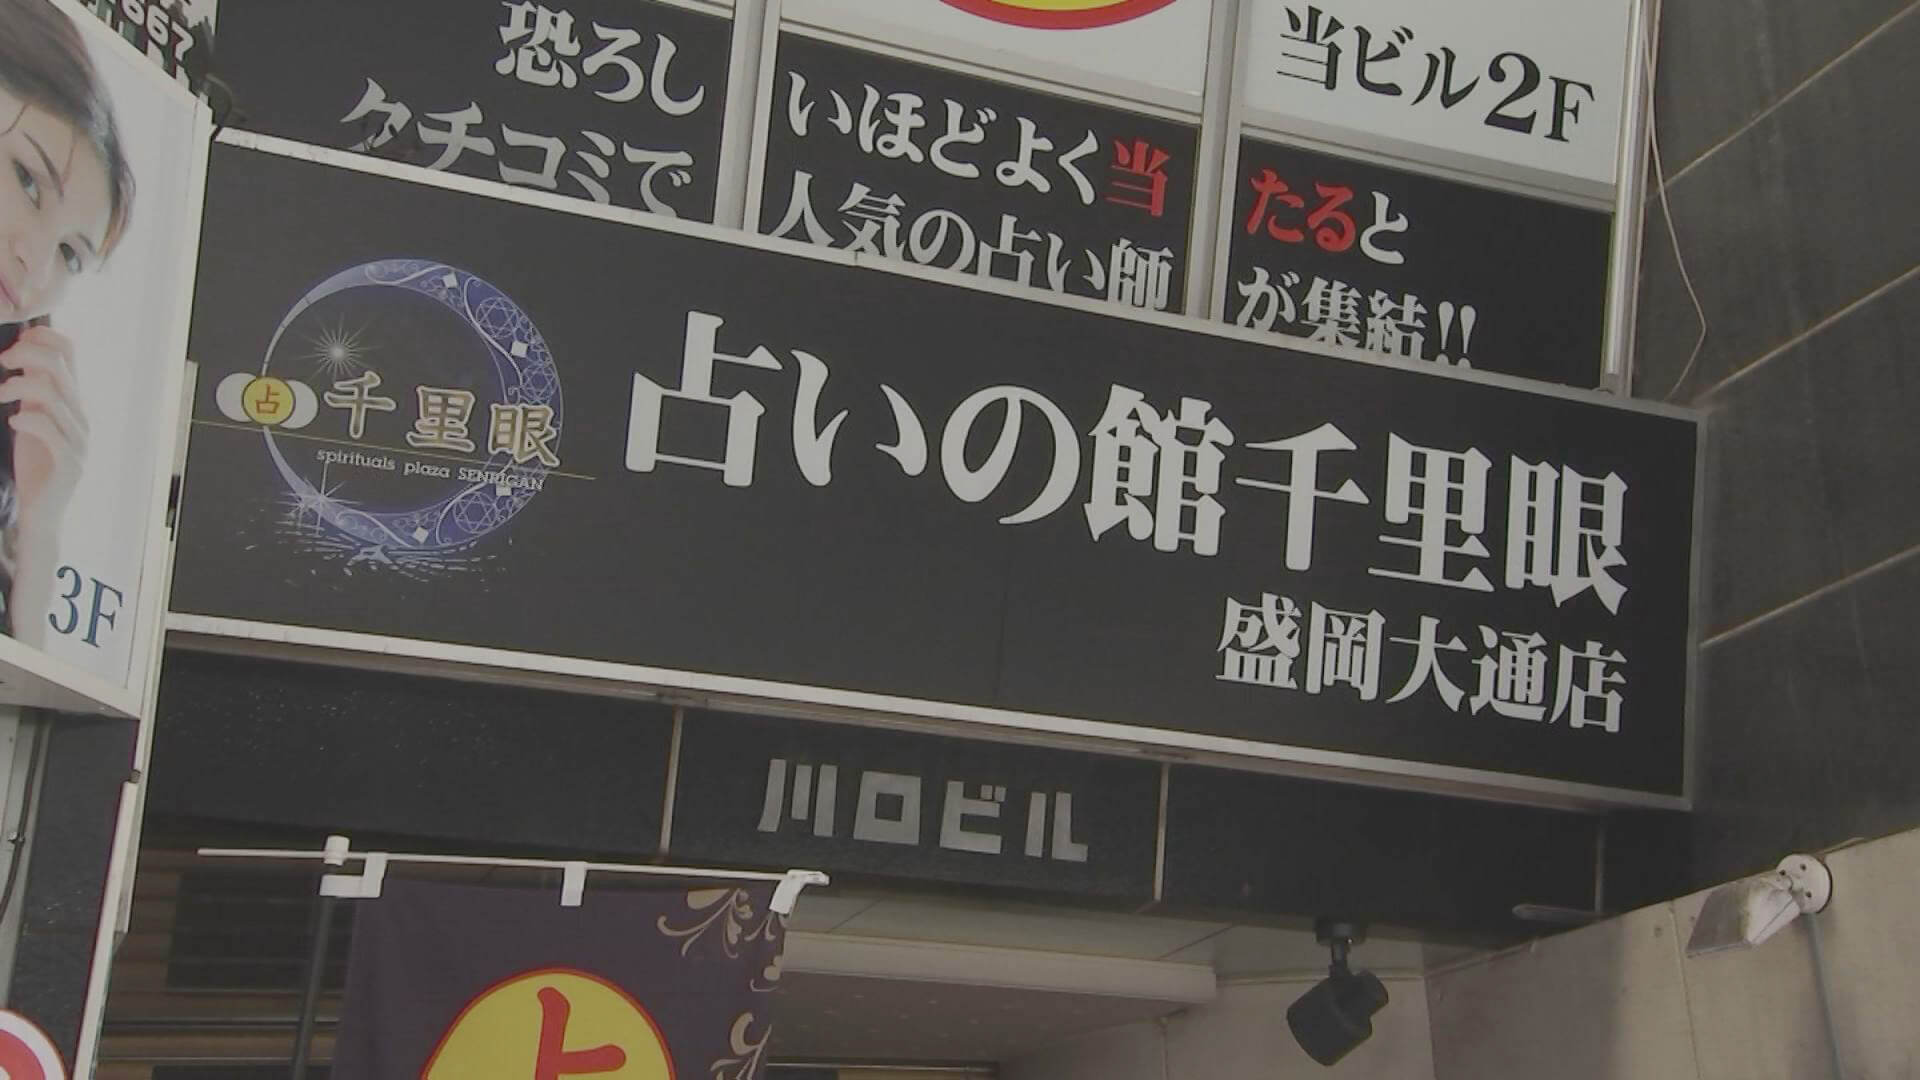 667
恐ろしいほどよく当たると
クチコミで人気の占い師が集結!!
当ビル2F
占
千里眼
spirituals plaza SENRIGAN
占いの館千里眼
盛岡大通店
3F
川口ビル
占